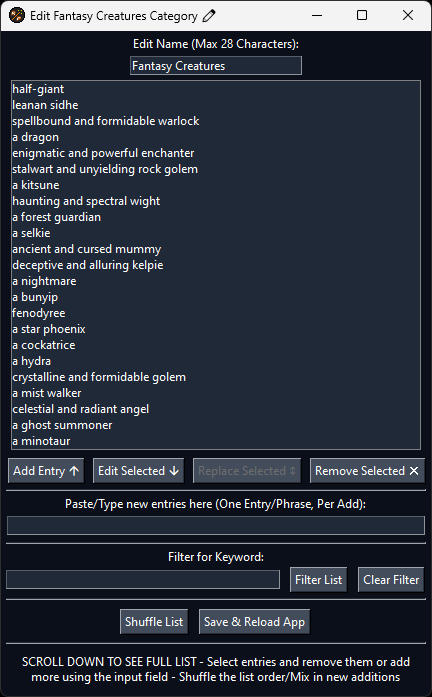 Edit Fantasy Creatures Category
Edit Name (Max 28 Characters):
Fantasy Creatures
half-giant
leanan sidhe
spellbound and formidable warlock
a dragon
enigmatic and powerful enchanter
stalwart and unyielding rock golem
a kitsune
haunting and spectral wight
a forest guardian
a selkie
ancient and cursed mummy
deceptive and alluring kelpie
a nightmare
a bunyip
fenodyree
a star phoenix
a cockatrice
a hydra
crystalline and formidable golem
a mist walker
celestial and radiant angel
a ghost summoner
a minotaur
Add Entry ↑ Edit Selected ↓ Replace Selected ↕ Remove Selected ✕
Paste/Type new entries here (One Entry/Phrase, Per Add):
Filter for Keyword:
Filter List Clear Filter
Shuffle List Save & Reload App
SCROLL DOWN TO SEE FULL LIST - Select entries and remove them or add
more using the input field - Shuffle the list order/Mix in new additions